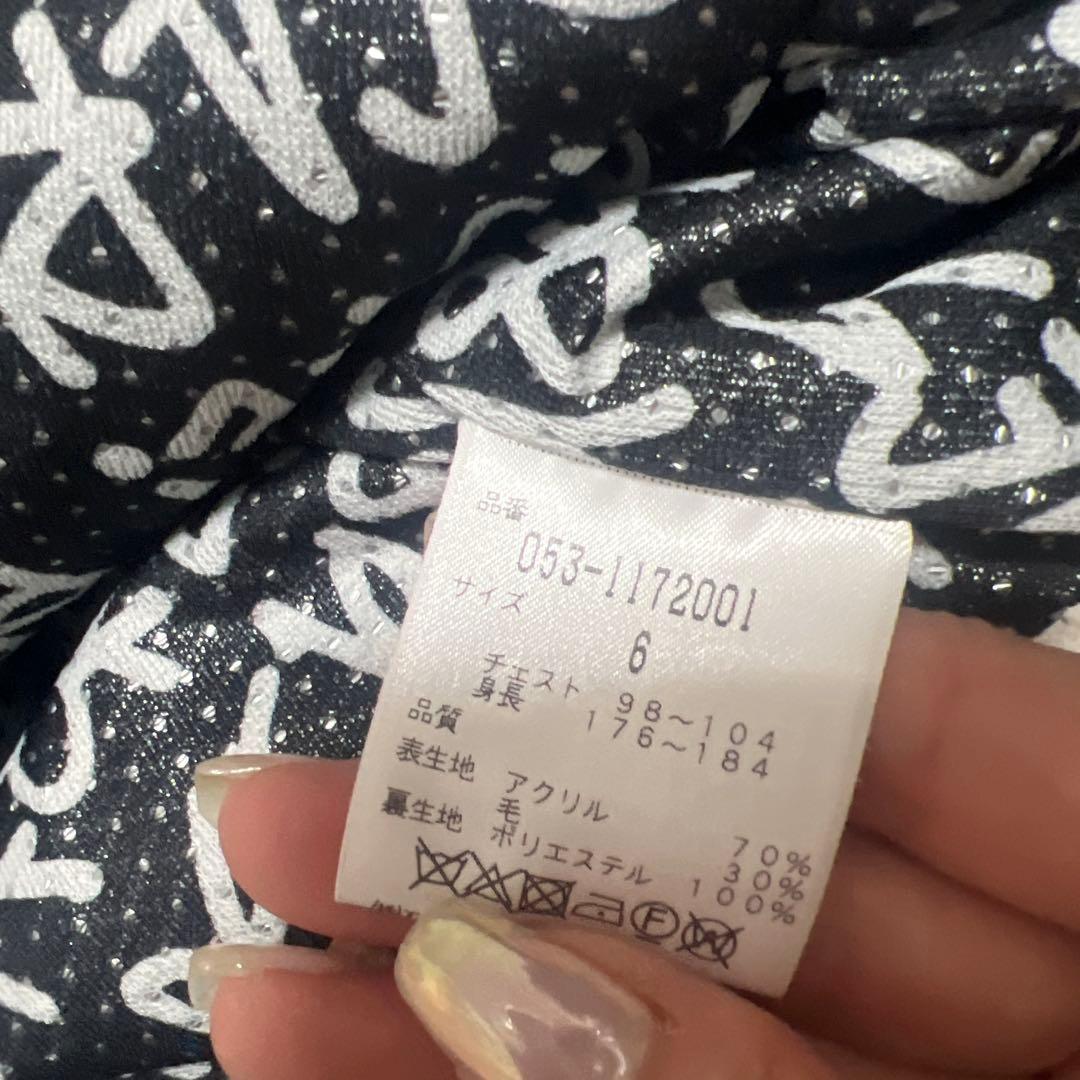 品番
053-1172001
サイズ
6
チェスト 98～104
身長 176～184
品質
表生地 アクリル 70%
毛 30%
裏生地 ポリエステル 100%
F
W